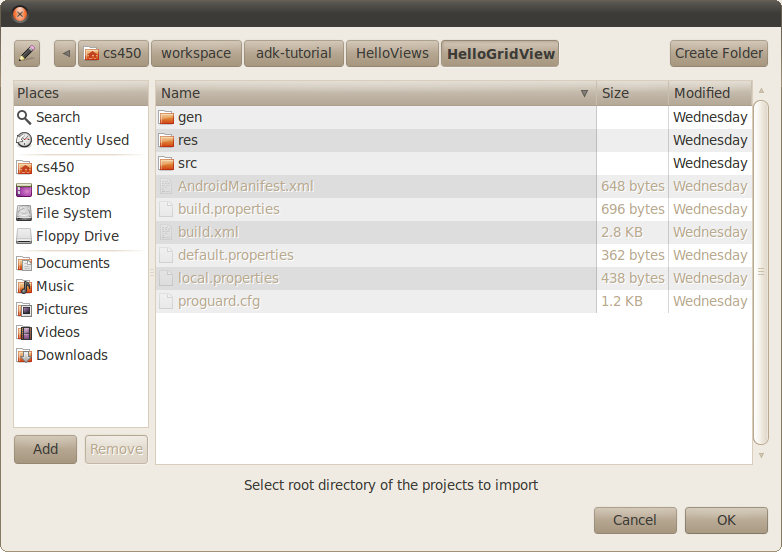 cs450 workspace adk-tutorial HelloViews HelloGridView Create Folder
Places
Search
Recently Used
cs450
Desktop
File System
Floppy Drive
Documents
Music
Pictures
Videos
Downloads
Add Remove
Name Size Modified
gen Wednesday
res Wednesday
src Wednesday
AndroidManifest.xml 648 bytes Wednesday
build.properties 696 bytes Wednesday
build.xml 2.8 KB Wednesday
default.properties 362 bytes Wednesday
local.properties 438 bytes Wednesday
proguard.cfg 1.2 KB Wednesday
Select root directory of the projects to import
Cancel OK